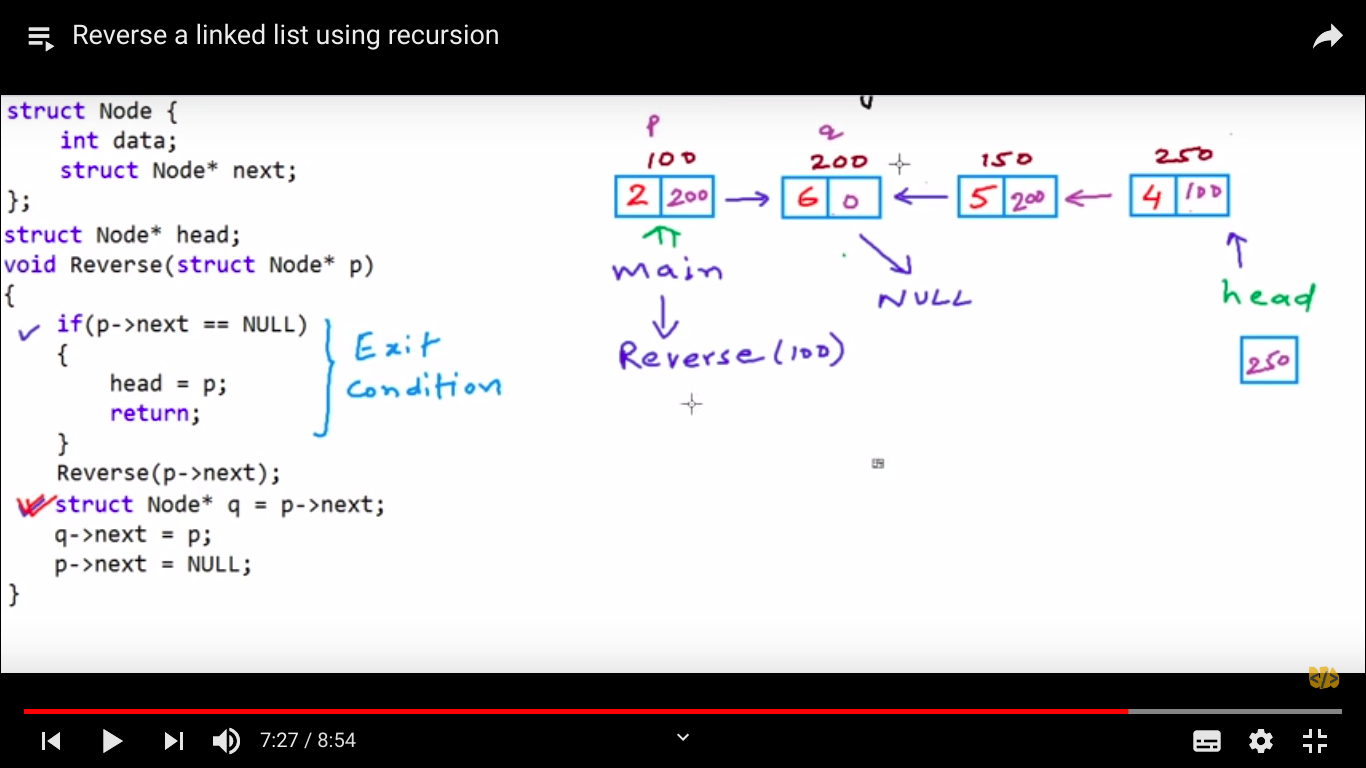 Reverse a linked list using recursion
struct Node {
int data;
struct Node* next;
};
struct Node* head;
void Reverse(struct Node* p)
{
if(p->next == NULL)
{
head = p;
return;
}
Reverse(p->next);
struct Node* q = p->next;
q->next = p;
p->next = NULL;
}
Exit
condition
p q
100 200 150 250
2 200 6 0 5 200 4 100
main
NULL
head
Reverse(100)
250
</>
7:27 / 8:54